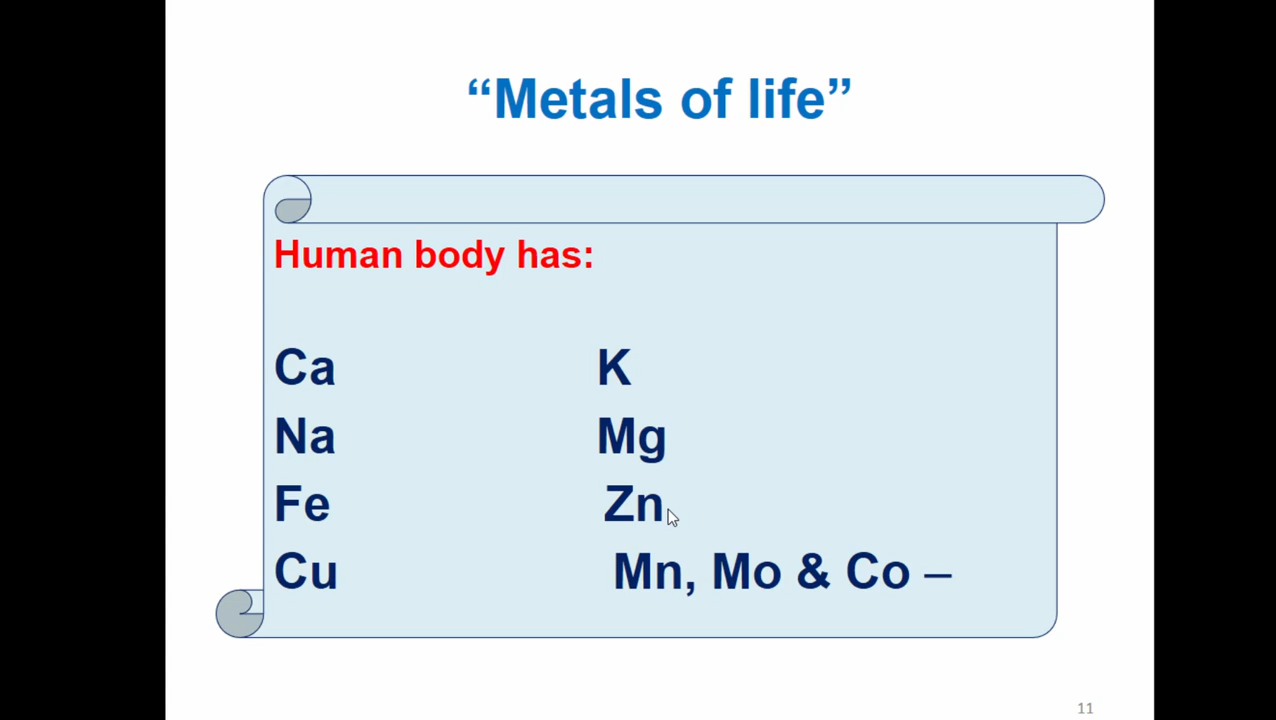 “Metals of life”
Human body has:
Ca K
Na Mg
Fe Zn
Cu Mn, Mo & Co –
11